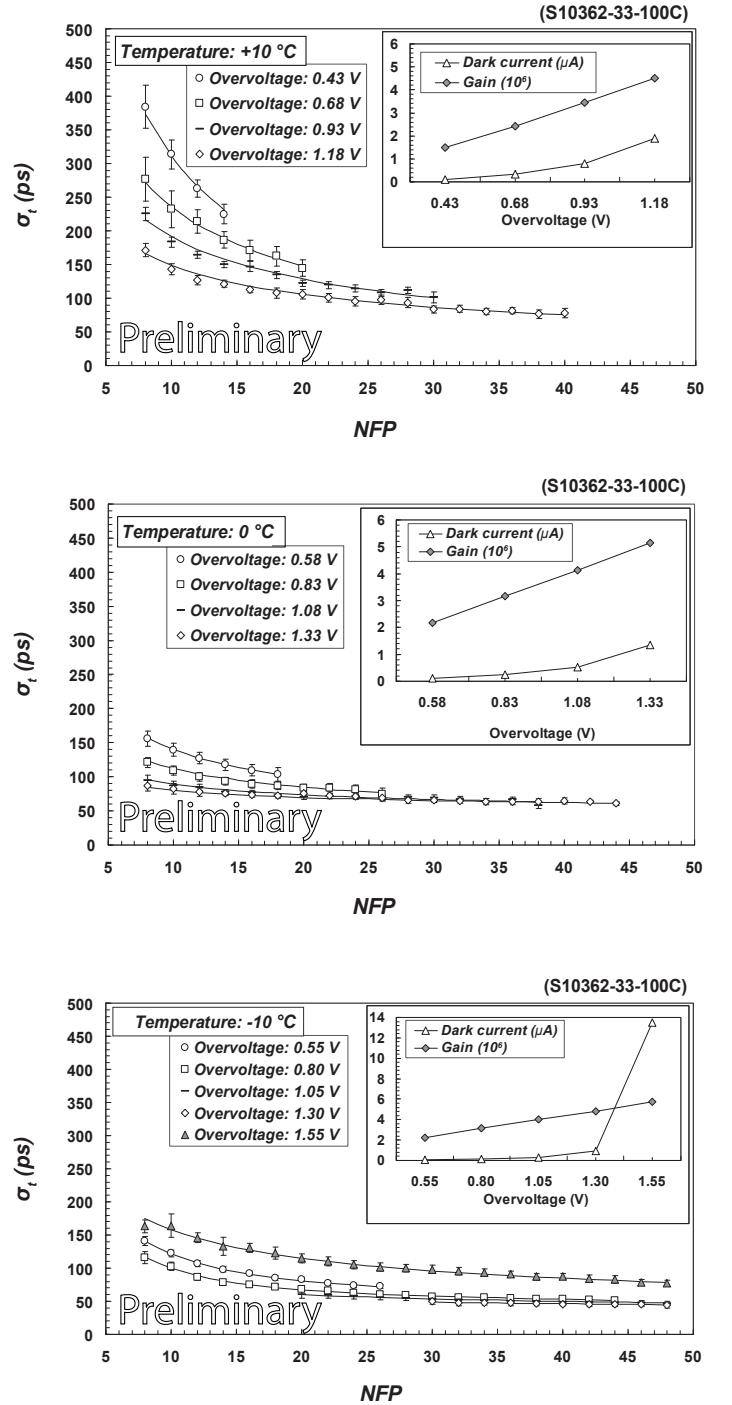 (S10362-33-100C)
Temperature: +10 °C
Overvoltage: 0.43 V
Overvoltage: 0.68 V
Overvoltage: 0.93 V
Overvoltage: 1.18 V
Dark current (μA)
Gain (10⁶)
6
5
4
3
2
1
0
0.43 0.68 0.93 1.18
Overvoltage (V)
500
450
400
350
300
250
200
150
100
50
0
σt (ps)
Preliminary
5 10 15 20 25 30 35 40 45 50
NFP
(S10362-33-100C)
Temperature: 0 °C
Overvoltage: 0.58 V
Overvoltage: 0.83 V
Overvoltage: 1.08 V
Overvoltage: 1.33 V
Dark current (μA)
Gain (10⁶)
6
5
4
3
2
1
0
0.58 0.83 1.08 1.33
Overvoltage (V)
500
450
400
350
300
250
200
150
100
50
0
σt (ps)
Preliminary
5 10 15 20 25 30 35 40 45 50
NFP
(S10362-33-100C)
Temperature: -10 °C
Overvoltage: 0.55 V
Overvoltage: 0.80 V
Overvoltage: 1.05 V
Overvoltage: 1.30 V
Overvoltage: 1.55 V
Dark current (μA)
Gain (10⁶)
14
12
10
8
6
4
2
0
0.55 0.80 1.05 1.30 1.55
Overvoltage (V)
500
450
400
350
300
250
200
150
100
50
0
σt (ps)
Preliminary
5 10 15 20 25 30 35 40 45 50
NFP